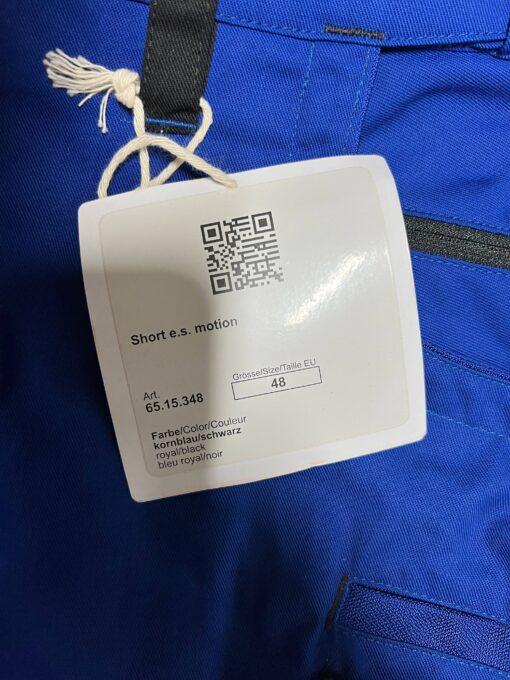 Short e.s. motion
Grösse/Size/Taille EU
48
Art.
65.15.348
Farbe/Color/Couleur
kornblau/schwarz
royal/black
bleu royal/noir